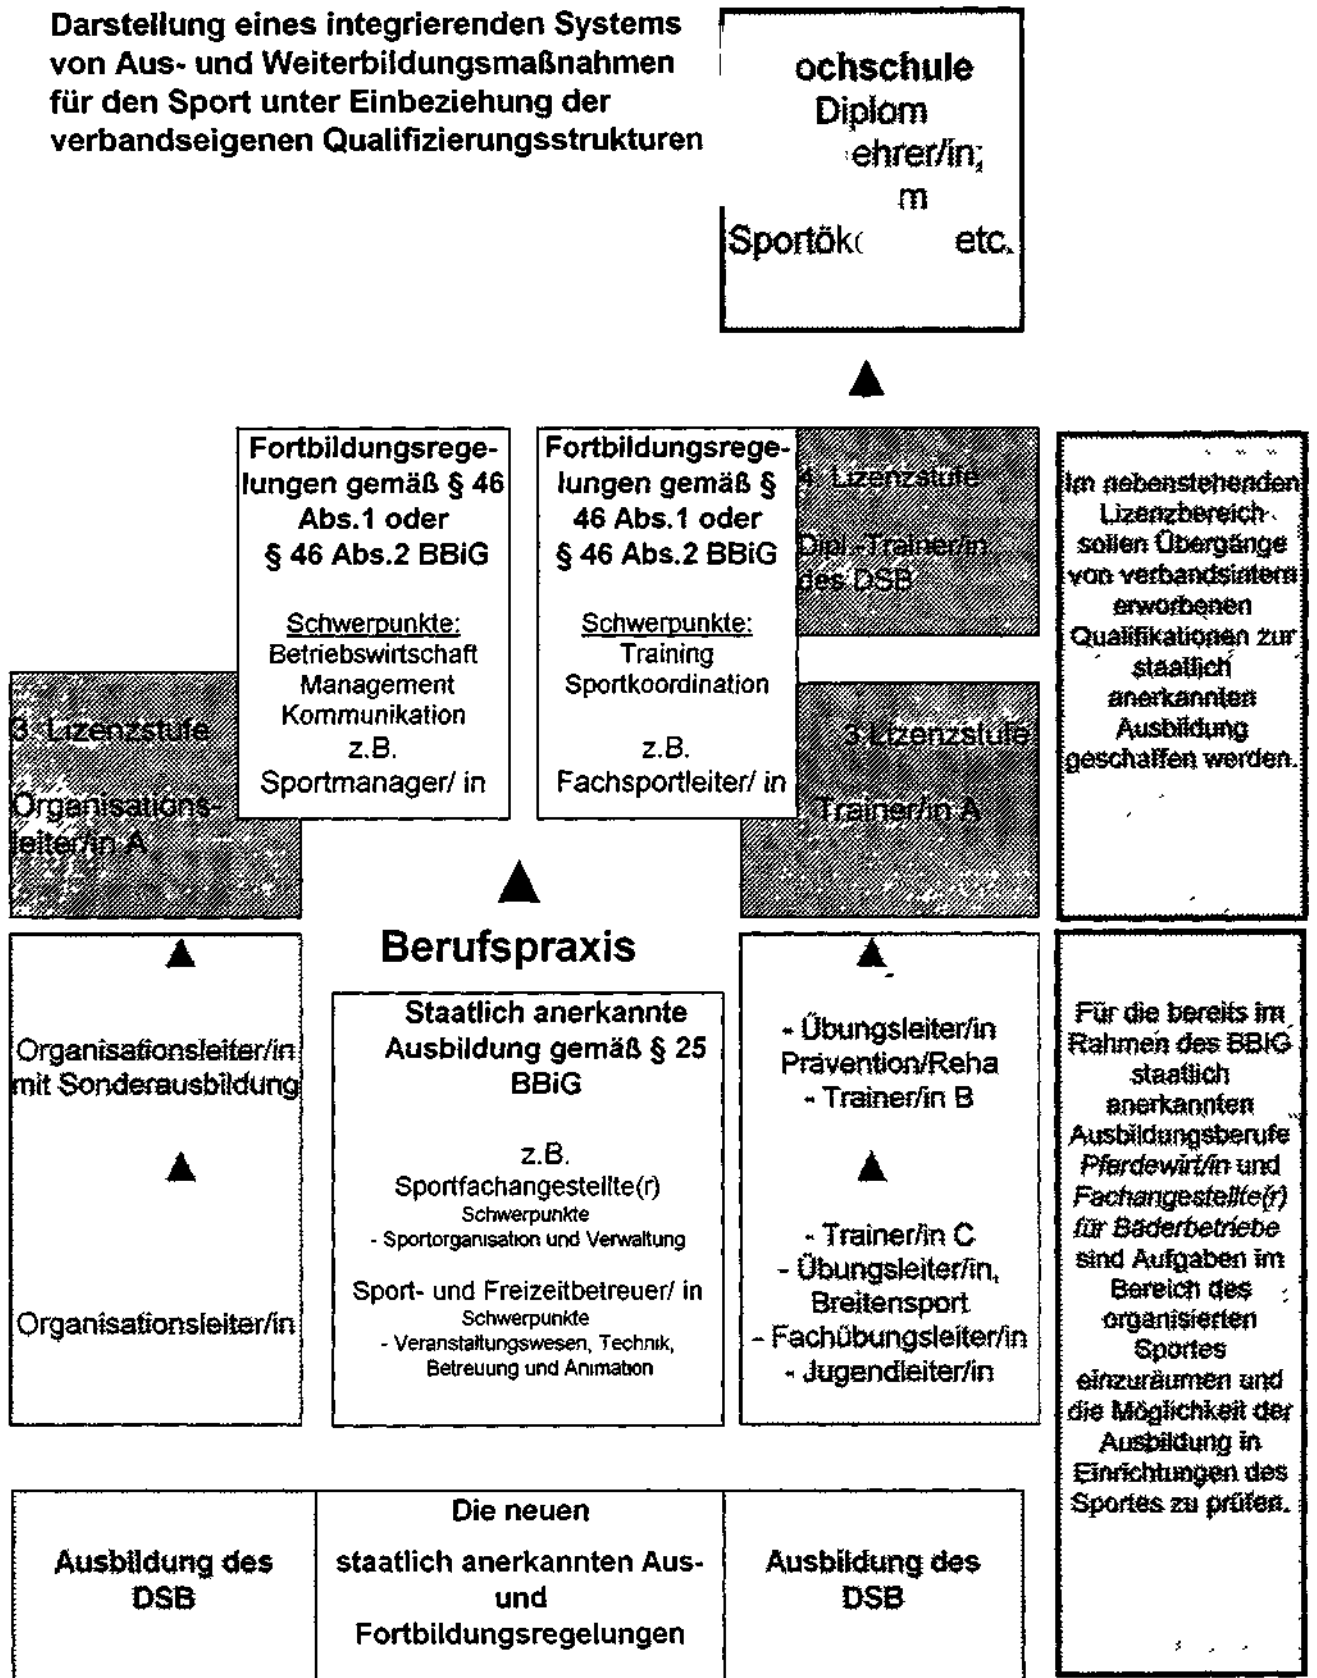 Darstellung eines integrierenden Systems
von Aus- und Weiterbildungsmaßnahmen
für den Sport unter Einbeziehung der
verbandseigenen Qualifizierungsstrukturen
ochschule
Diplom
ehrer/in;
m
Sportök etc.
Fortbildungsrege-
lungen gemäß § 46
Abs.1 oder
§ 46 Abs.2 BBiG
Schwerpunkte:
Betriebswirtschaft
Management
Kommunikation
z.B.
Sportmanager/ in
Fortbildungsrege-
lungen gemäß §
46 Abs.1 oder
§ 46 Abs.2 BBiG
Schwerpunkte:
Training
Sportkoordination
z.B.
Fachsportleiter/ in
4. Lizenzstufe
Dipl.-Trainer/in
des DSB
Im nebenstehenden
Lizenzbereich
sollen Übergänge
von verbandsintern
erworbenen
Qualifikationen zur
staatlich
anerkannten
Ausbildung
geschaffen werden.
3. Lizenzstufe
Organisations-
leiter/in A
3.Lizenzstufe
Trainer/in A
Berufspraxis
Organisationsleiter/in
mit Sonderausbildung
Organisationsleiter/in
Staatlich anerkannte
Ausbildung gemäß § 25
BBiG
z.B.
Sportfachangestellte(r)
Schwerpunkte
- Sportorganisation und Verwaltung
Sport- und Freizeitbetreuer/ in
Schwerpunkte
- Veranstaltungswesen, Technik,
Betreuung und Animation
- Übungsleiter/in
Prävention/Reha
- Trainer/in B
- Trainer/in C
- Übungsleiter/in,
Breitensport
- Fachübungsleiter/in
- Jugendleiter/in
Für die bereits im
Rahmen des BBIG
staatlich
anerkannten
Ausbildungsberufe
Pferdewirt/in und
Fachangestellte(r)
für Bäderbetriebe
sind Aufgaben im
Bereich des
organisierten
Sportes
einzuräumen und
die Möglichkeit der
Ausbildung in
Einrichtungen des
Sportes zu prüfen.
Ausbildung des
DSB
Die neuen
staatlich anerkannten Aus-
und
Fortbildungsregelungen
Ausbildung des
DSB